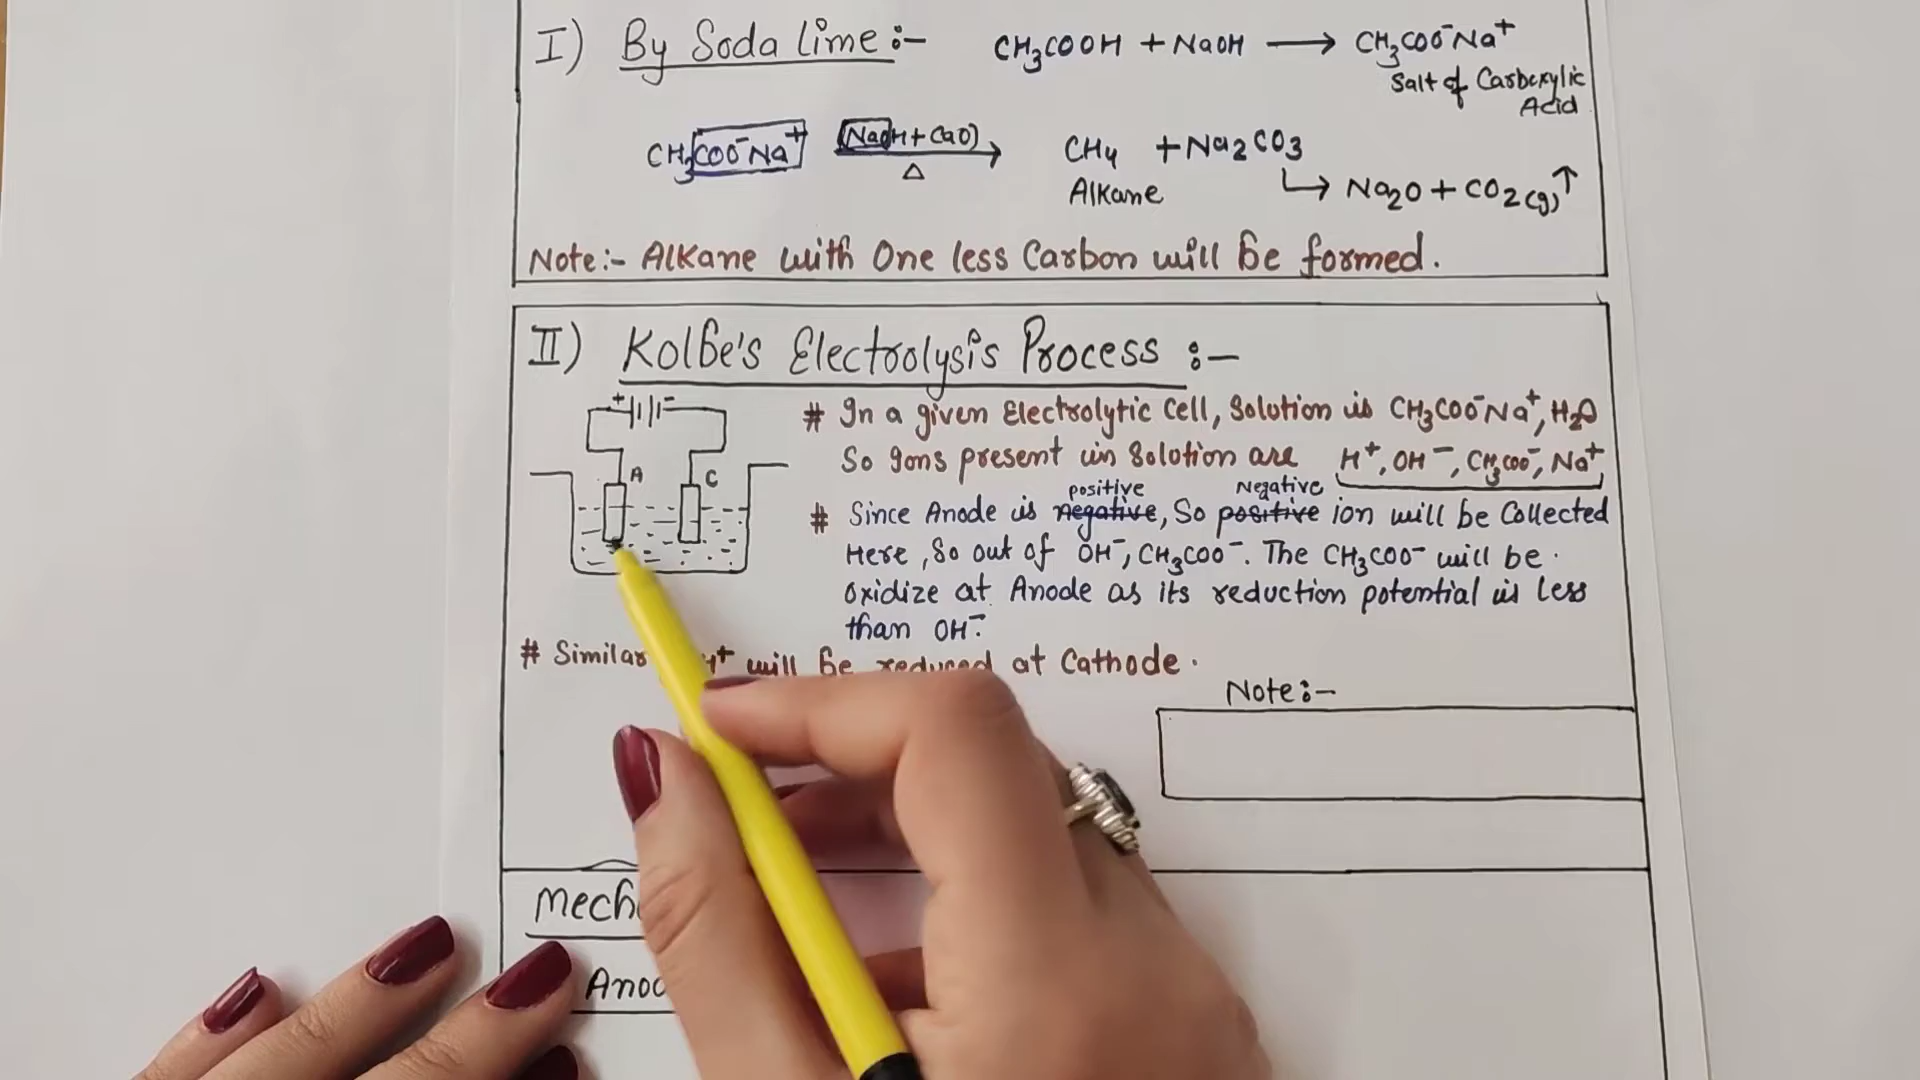 I) By Soda lime :- CH3COOH + NaOH ⟶ CH3COO⁻Na⁺
Salt of Carboxylic
Acid
CH3COO⁻Na⁺ (NaOH + CaO) ⟶ CH4 + Na2CO3
Δ
Alkane ↳ Na2O + CO2(g)↑
Note:- Alkane with One less Carbon will be formed.
II) Kolbe's Electrolysis Process :-
+ -
A C
# In a given Electrolytic Cell, Solution is CH3COO⁻Na⁺, H2O
So Ions present in Solution are H⁺, OH⁻, CH3COO⁻, Na⁺
positive Negative
# Since Anode is negative, So positive ion will be Collected
Here, So out of OH⁻, CH3COO⁻. The CH3COO⁻ will be
Oxidize at Anode as its reduction potential is less
than OH⁻.
# H⁺ will be reduced at Cathode.
Note:-